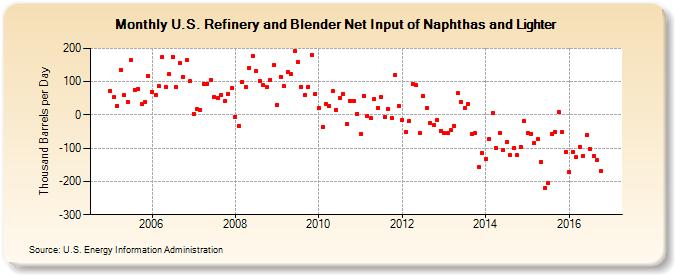 Monthly U.S. Refinery and Blender Net Input of Naphthas and Lighter
Thousand Barrels per Day
200
100
0
-100
-200
-300
2006 2008 2010 2012 2014 2016
Source: U.S. Energy Information Administration